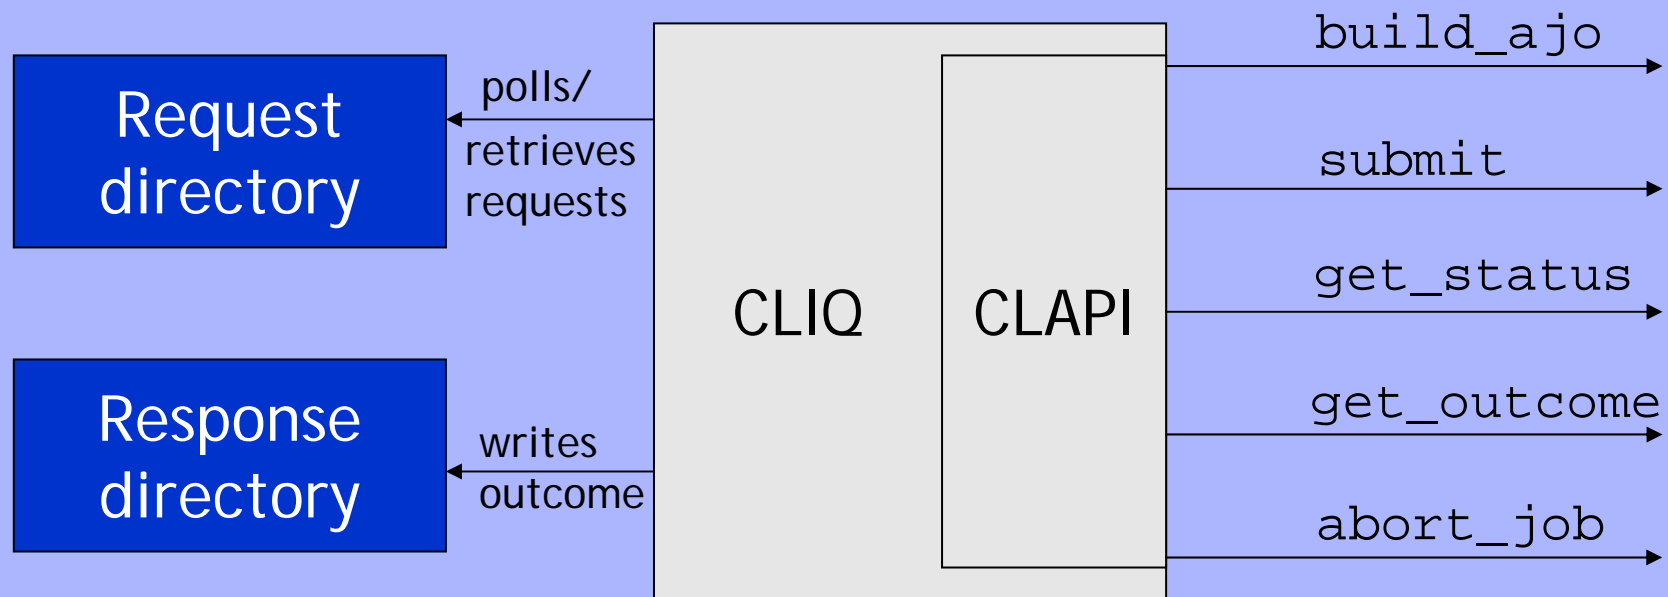 Request
directory
polls/
retrieves
requests
Response
directory
writes
outcome
CLIQ
CLAPI
build_ajo
submit
get_status
get_outcome
abort_job